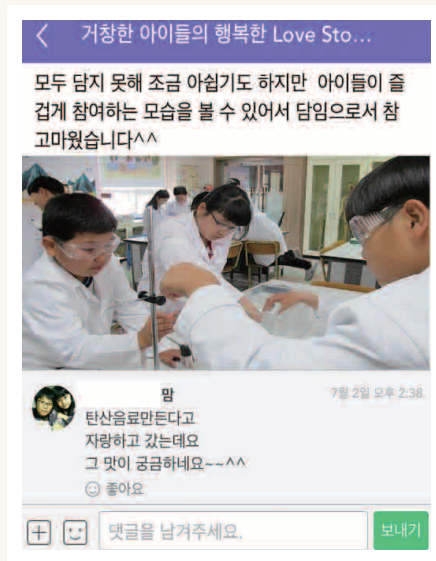 거창한 아이들의 행복한 Love Sto...
모두 담지 못해 조금 아쉽기도 하지만 아이들이 즐
겁게 참여하는 모습을 볼 수 있어서 담임으로서 참
고마웠습니다^^
맘
7월 2일 오후 2:38
탄산음료만든다고
자랑하고 갔는데요
그 맛이 궁금하네요~~^^
좋아요
댓글을 남겨주세요.
보내기